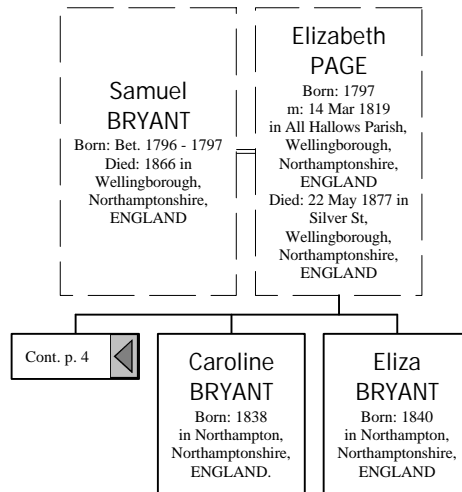 Samuel
BRYANT
Born: Bet. 1796 - 1797
Died: 1866 in
Wellingborough,
Northamptonshire,
ENGLAND
Elizabeth
PAGE
Born: 1797
m: 14 Mar 1819
in All Hallows Parish,
Wellingborough,
Northamptonshire,
ENGLAND
Died: 22 May 1877 in
Silver St,
Wellingborough,
Northamptonshire,
ENGLAND
Cont. p. 4
Caroline
BRYANT
Born: 1838
in Northampton,
Northamptonshire,
ENGLAND.
Eliza
BRYANT
Born: 1840
in Northampton,
Northamptonshire,
ENGLAND